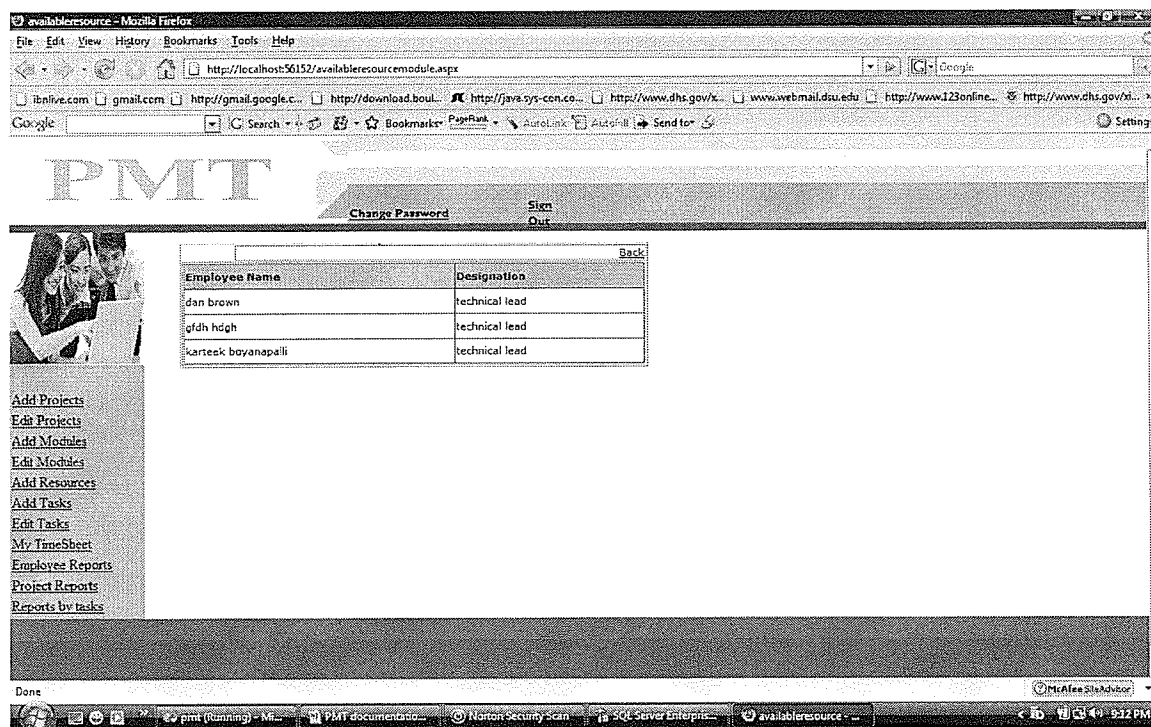 availableresource - Mozilla Firefox
File Edit View History Bookmarks Tools Help
http://localhost:56152/availableresourcemodule.aspx
Google
ibnlive.com gmail.com http://gmail.google.c... http://download.boul... http://java.sys-con.co... http://www.dhs.gov/x... www.webmail.dsu.edu http://www.123online... http://www.dhs.gov/xl...
Google Search Bookmarks PageRank AutoLink AutoFill Send to Settings
PMT
Change Password
Sign
Out
Back
Employee Name Designation
dan brown technical lead
gfdh hdgh technical lead
karteek boyanapalli technical lead
Add Projects
Edit Projects
Add Modules
Edit Modules
Add Resources
Add Tasks
Edit Tasks
My TimeSheet
Employee Reports
Project Reports
Reports by tasks
Done
McAfee SiteAdvisor
pmt (Running) - Mi... PMT documentatio... Norton Security Scan SQL Server Enterpris... availableresource - ... 9:12 PM